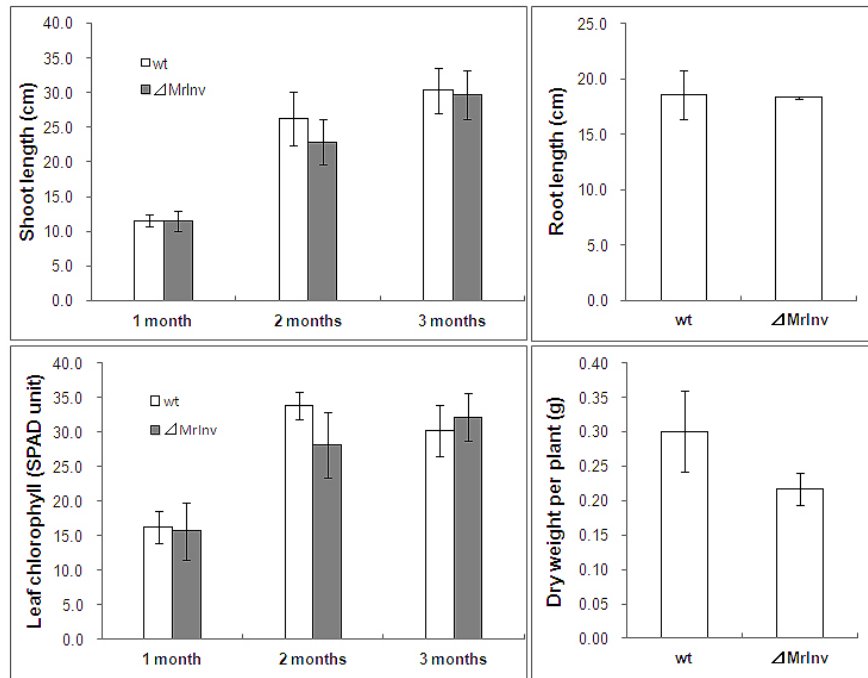 Shoot length (cm)
40.0
35.0
30.0
25.0
20.0
15.0
10.0
5.0
0.0
wt
⊿MrInv
1 month
2 months
3 months
Root length (cm)
25.0
20.0
15.0
10.0
5.0
0.0
wt
⊿MrInv
Leaf chlorophyll (SPAD unit)
40.0
35.0
30.0
25.0
20.0
15.0
10.0
5.0
0.0
wt
⊿MrInv
1 month
2 months
3 months
Dry weight per plant (g)
0.40
0.35
0.30
0.25
0.20
0.15
0.10
0.05
0.00
wt
⊿MrInv